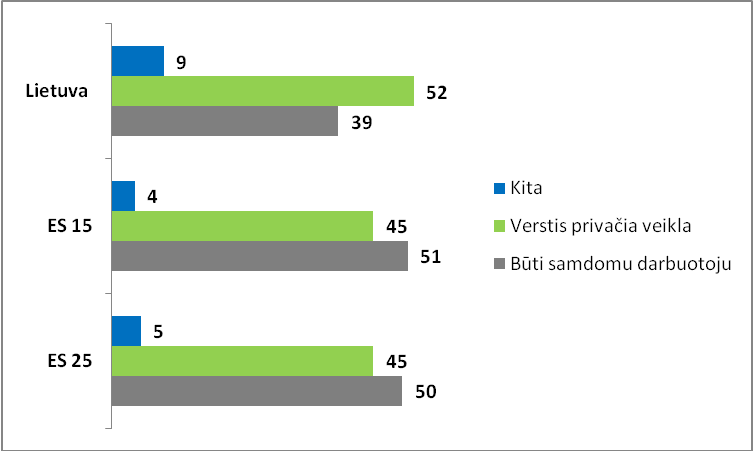 Lietuva
9
52
39
ES 15
4
45
51
ES 25
5
45
50
Kita
Verstis privačia veikla
Būti samdomu darbuotoju